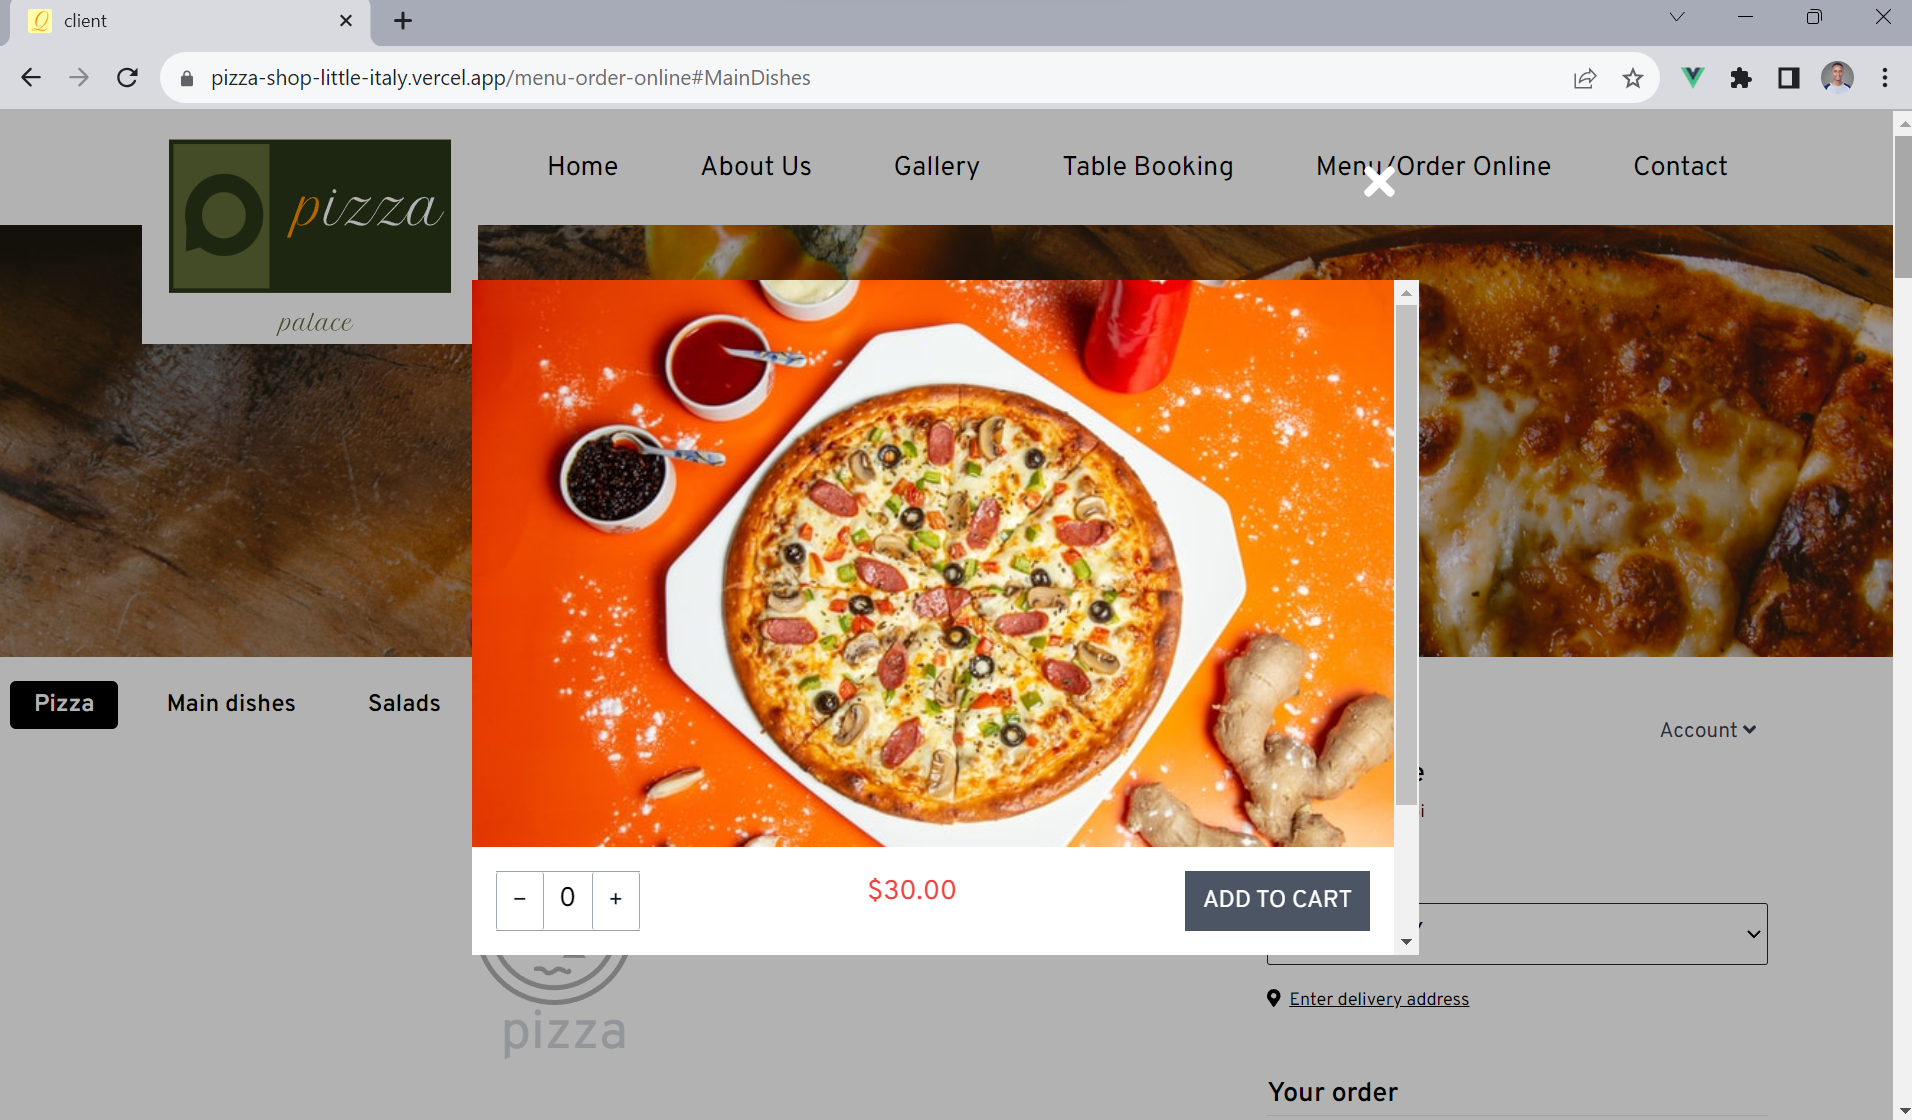 client
pizza-shop-little-italy.vercel.app/menu-order-online#MainDishes
Home
About Us
Gallery
Table Booking
Menu/Order Online
Contact
pizza
palace
Pizza
Main dishes
Salads
Account
0
$30.00
ADD TO CART
Enter delivery address
pizza
Your order